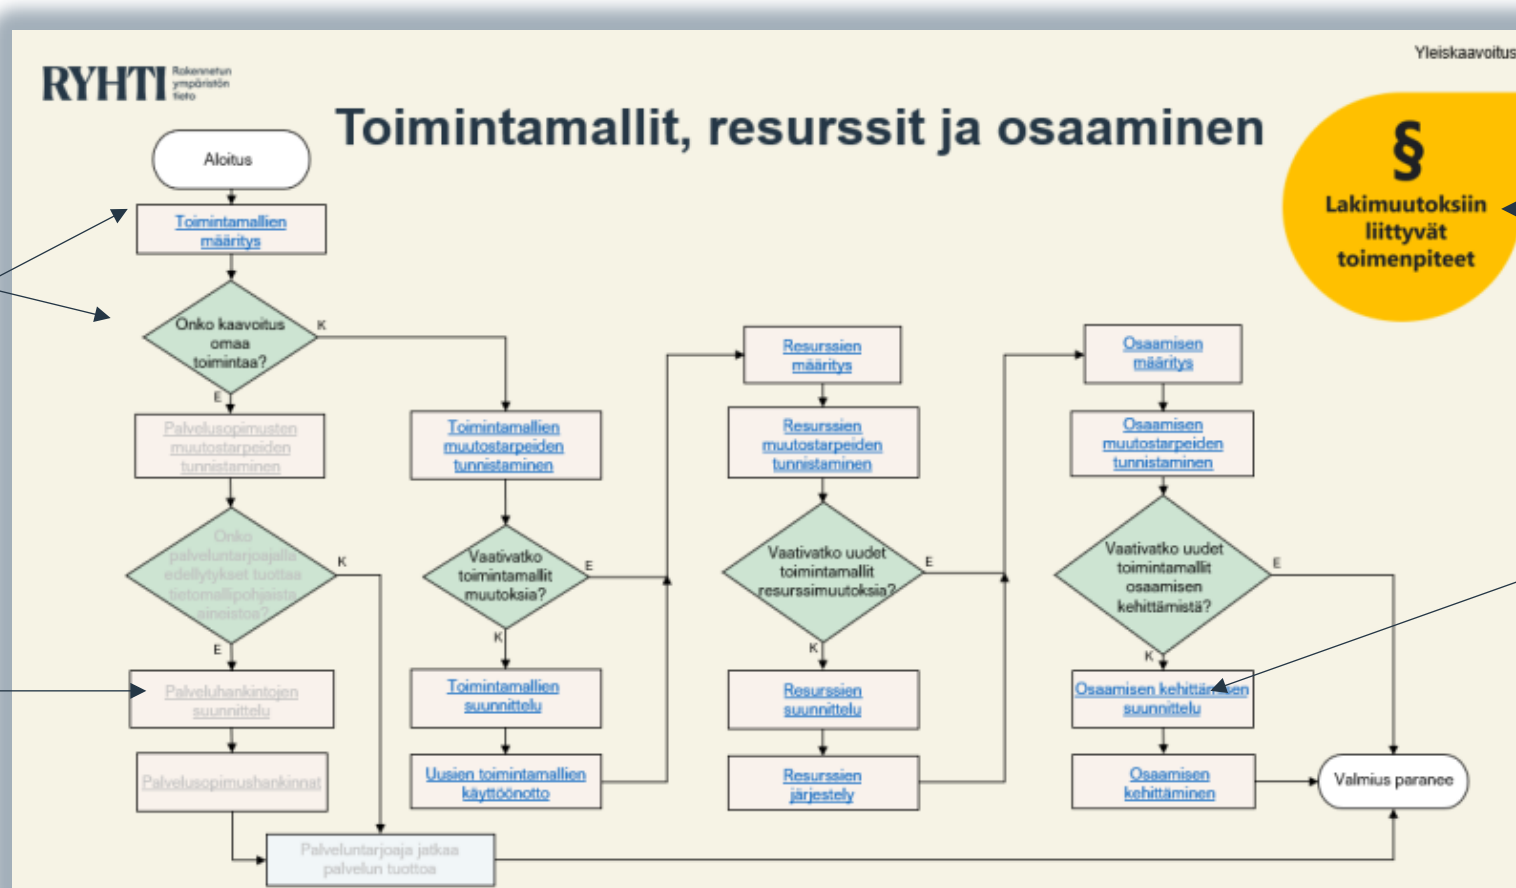 Yleiskaavoitus
RYHTI
Rakennetun
ympäristön
tieto
Toimintamallit, resurssit ja osaaminen
§
Lakimuutoksiin
liittyvät
toimenpiteet
Aloitus
Toimintamallien
määritys
Onko kaavoitus
omaa
toimintaa?
K
E
Palvelusopimusten
muutostarpeiden
tunnistaminen
Onko
palveluntarjoajalla
edellytykset tuottaa
tietomallipohjaista
aineistoa?
K
E
Palveluhankintojen
suunnittelu
Palvelusopimushankinnat
Palveluntarjoaja jatkaa
palvelun tuottoa
Toimintamallien
muutostarpeiden
tunnistaminen
Vaativatko
toimintamallit
muutoksia?
E
K
Toimintamallien
suunnittelu
Uusien toimintamallien
käyttöönotto
Resurssien
määritys
Resurssien
muutostarpeiden
tunnistaminen
Vaativatko uudet
toimintamallit
resurssimuutoksia?
E
K
Resurssien
suunnittelu
Resurssien
järjestely
Osaamisen
määritys
Osaamisen
muutostarpeiden
tunnistaminen
Vaativatko uudet
toimintamallit
osaamisen
kehittämistä?
E
K
Osaamisen kehittämisen
suunnittelu
Osaamisen
kehittäminen
Valmius paranee